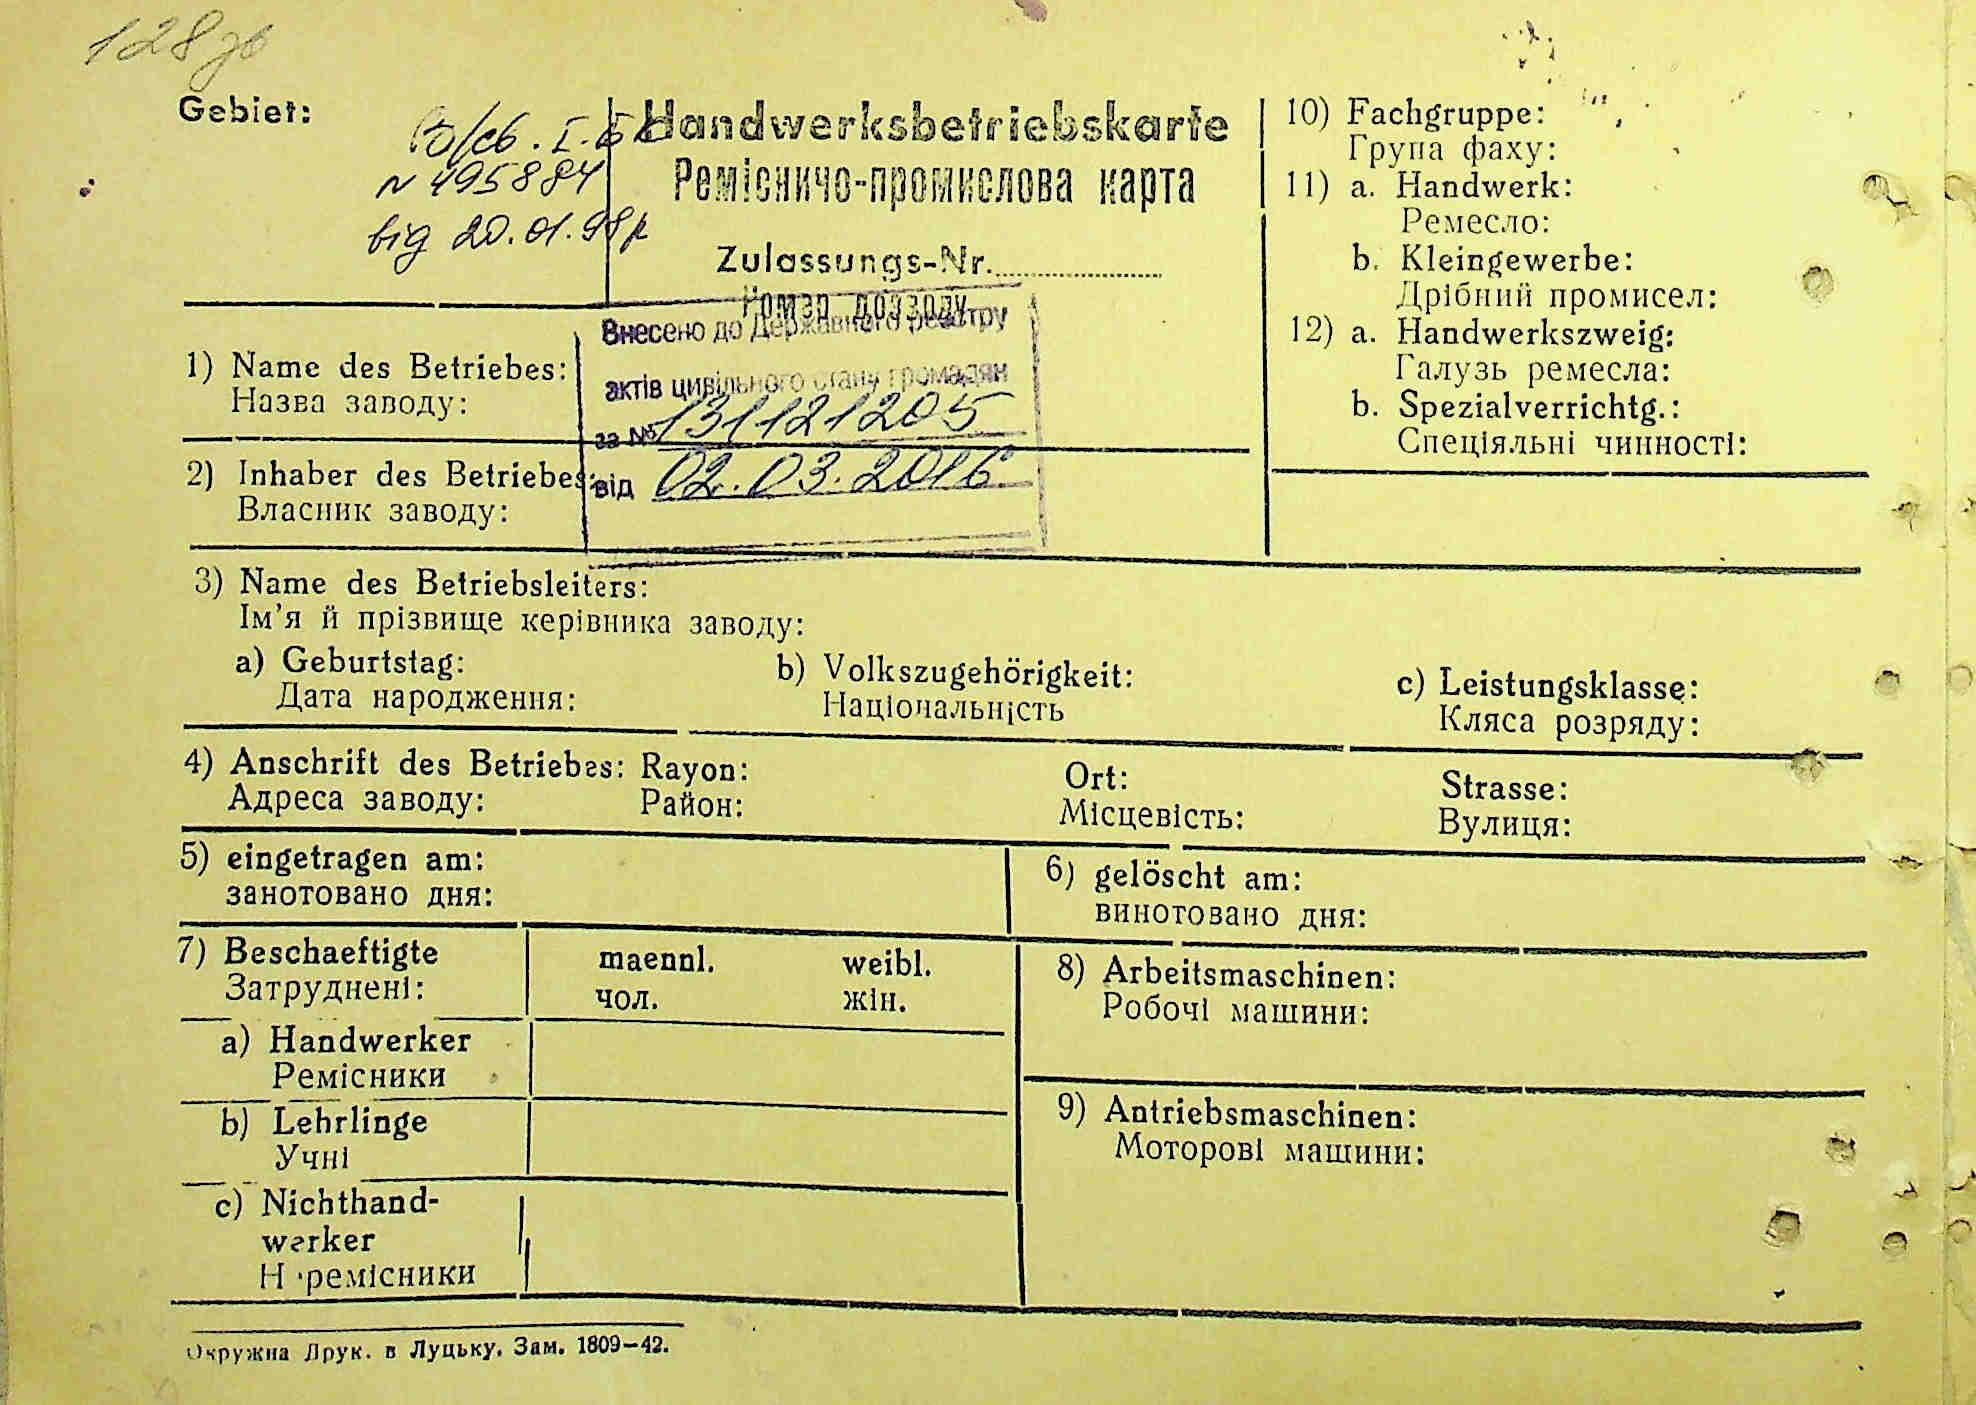 128 зв
Gebiet:
В/св. I-БК
N 495884
від 20.01.98р
Handwerksbetriebskarte
Ремісничо-промислова карта
Zulassungs-Nr.
Номер дозводу
Внесено до Державного реєстру
актів цивільного стану громадян
за № 131121205
від 02.03.2016
1) Name des Betriebes:
Назва заводу:
2) Inhaber des Betriebes:
Власник заводу:
10) Fachgruppe:
Група фаху:
11) a. Handwerk:
Ремесло:
b. Kleingewerbe:
Дрібний промисел:
12) a. Handwerkszweig:
Галузь ремесла:
b. Spezialverrichtg.:
Спеціяльні чинності:
3) Name des Betriebsleiters:
Ім’я й прізвище керівника заводу:
a) Geburtstag:
Дата народження:
b) Volkszugehörigkeit:
Національність
c) Leistungsklasse:
Кляса розряду:
4) Anschrift des Betriebes: Rayon:
Адреса заводу: Район:
Ort:
Місцевість:
Strasse:
Вулиця:
5) eingetragen am:
занотовано дня:
6) gelöscht am:
винотовано дня:
7) Beschaeftigte maennl. weibl.
Затруднені: чол. жін.
a) Handwerker
Ремісники
b) Lehrlinge
Учні
c) Nichthand-
werker
Н ремісники
8) Arbeitsmaschinen:
Робочі машини:
9) Antriebsmaschinen:
Моторові машини:
Окружна Друк. в Луцьку. Зам. 1809—42.